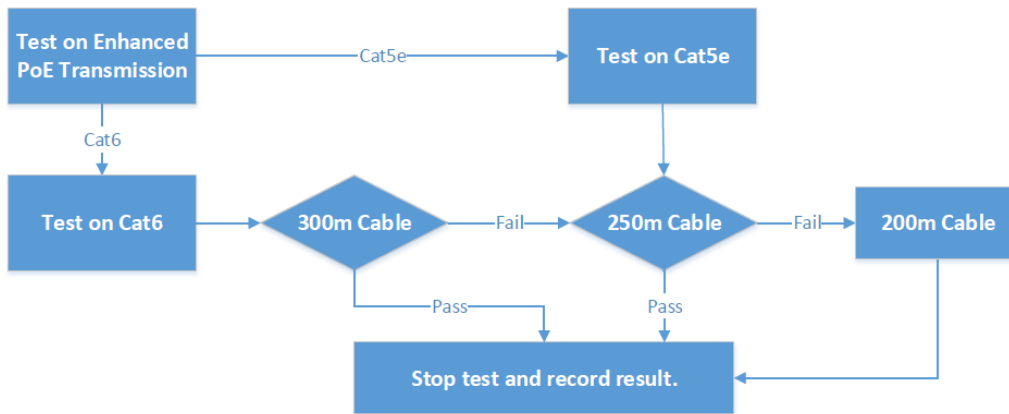 Test on Enhanced
PoE Transmission
Cat5e
Test on Cat5e
Cat6
Test on Cat6
300m Cable
Fail
250m Cable
Fail
200m Cable
Pass
Pass
Stop test and record result.